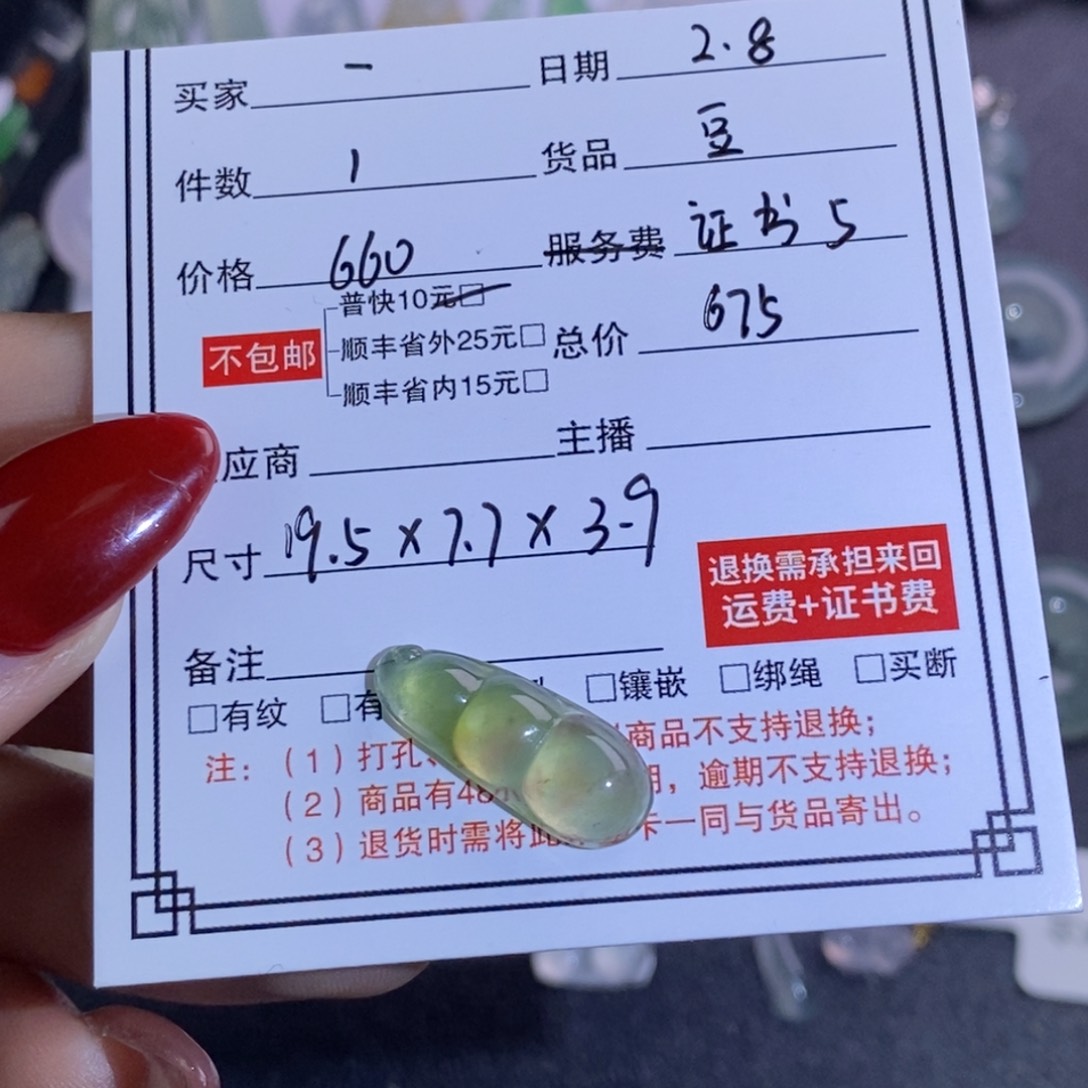 买家 一 日期 2.8
件数 1 货品 豆
价格 660 服务费 证书5
普快10元□
不包邮 顺丰省外25元□ 总价 675
顺丰省内15元□
应商 主播
尺寸 19.5×7.7×3.9
退换需承担来回
运费+证书费
备注
□有纹 □有 □镶嵌 □绑绳 □买断
注：（1）打孔、 商品不支持退换；
（2）商品有48 ，逾期不支持退换；
（3）退货时需将此 卡一同与货品寄出。